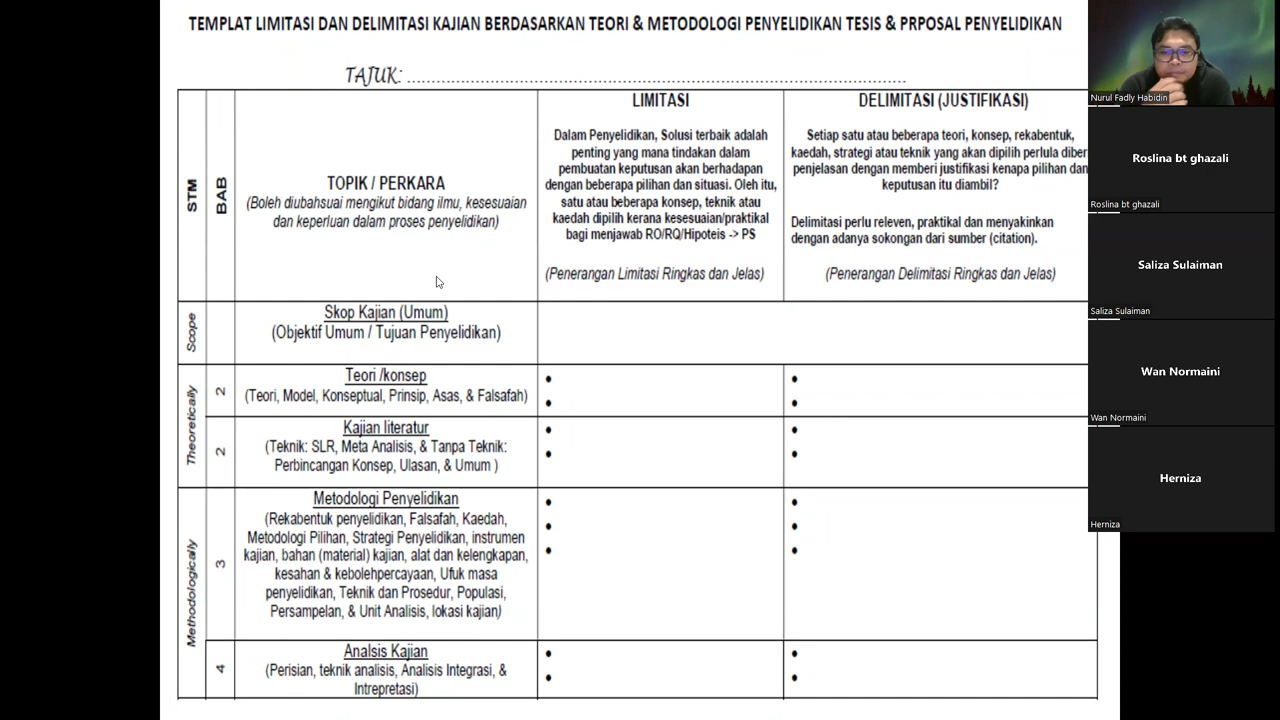 TEMPLAT LIMITASI DAN DELIMITASI KAJIAN BERDASARKAN TEORI & METODOLOGI PENYELIDIKAN TESIS & PRPOSAL PENYELIDIKAN
TAJUK: ..........................................................................................................
STM
BAB
TOPIK / PERKARA
(Boleh diubahsuai mengikut bidang ilmu, kesesuaian
dan keperluan dalam proses penyelidikan)
LIMITASI
Dalam Penyelidikan, Solusi terbaik adalah
penting yang mana tindakan dalam
pembuatan keputusan akan berhadapan
dengan beberapa pilihan dan situasi. Oleh itu,
satu atau beberapa konsep, teknik atau
kaedah dipilih kerana kesesuaian/praktikal
bagi menjawab RO/RQ/Hipoteis -> PS
(Penerangan Limitasi Ringkas dan Jelas)
DELIMITASI (JUSTIFIKASI)
Setiap satu atau beberapa teori, konsep, rekabentuk,
kaedah, strategi atau teknik yang akan dipilih perlula diber
penjelasan dengan memberi justifikasi kenapa pilihan dan
keputusan itu diambil?
Delimitasi perlu releven, praktikal dan menyakinkan
dengan adanya sokongan dari sumber (citation).
(Penerangan Delimitasi Ringkas dan Jelas)
Scope
Skop Kajian (Umum)
(Objektif Umum / Tujuan Penyelidikan)
Theoretically
2
Teori /konsep
(Teori, Model, Konseptual, Prinsip, Asas, & Falsafah)
2
Kajian literatur
(Teknik: SLR, Meta Analisis, & Tanpa Teknik:
Perbincangan Konsep, Ulasan, & Umum )
Methodologically
3
Metodologi Penyelidikan
(Rekabentuk penyelidikan, Falsafah, Kaedah,
Metodologi Pilihan, Strategi Penyelidikan, instrumen
kajian, bahan (material) kajian, alat dan kelengkapan,
kesahan & kebolehpercayaan, Ufuk masa
penyelidikan, Teknik dan Prosedur, Populasi,
Persampelan, & Unit Analisis, lokasi kajian)
4
Analsis Kajian
(Perisian, teknik analisis, Analisis Integrasi, &
Intrepretasi)
Nurul Fadly Habidin
Roslina bt ghazali
Roslina bt ghazali
Saliza Sulaiman
Saliza Sulaiman
Wan Normaini
Wan Normaini
Herniza
Herniza